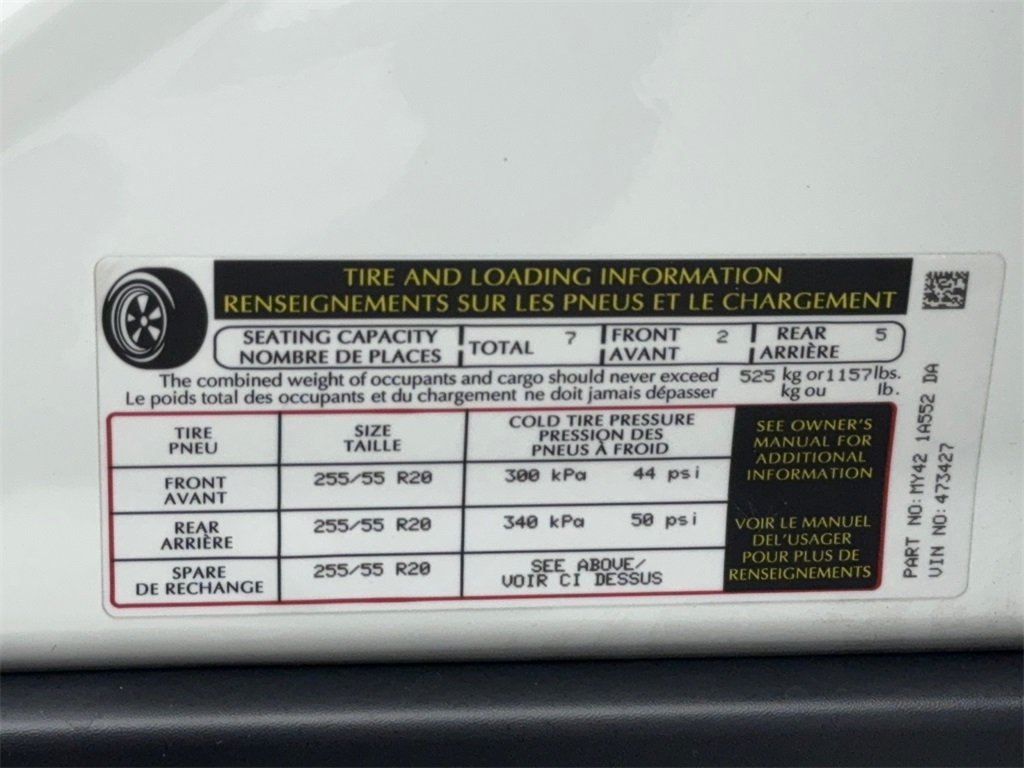 TIRE AND LOADING INFORMATION
RENSEIGNEMENTS SUR LES PNEUS ET LE CHARGEMENT
SEATING CAPACITY
NOMBRE DE PLACES
TOTAL 7
FRONT 2
AVANT
REAR 5
ARRIÈRE
The combined weight of occupants and cargo should never exceed 525 kg or 1157 lbs.
Le poids total des occupants et du chargement ne doit jamais dépasser kg ou lb.
TIRE
PNEU
SIZE
TAILLE
COLD TIRE PRESSURE
PRESSION DES
PNEUS À FROID
FRONT
AVANT
255/55 R20
300 kPa 44 psi
REAR
ARRIÈRE
255/55 R20
340 kPa 50 psi
SPARE
DE RECHANGE
255/55 R20
SEE ABOVE/
VOIR CI DESSUS
SEE OWNER'S
MANUAL FOR
ADDITIONAL
INFORMATION
VOIR LE MANUEL
DEL'USAGER
POUR PLUS DE
RENSEIGNEMENTS
PART NO: MY42 1A552 DA
VIN NO: 473427